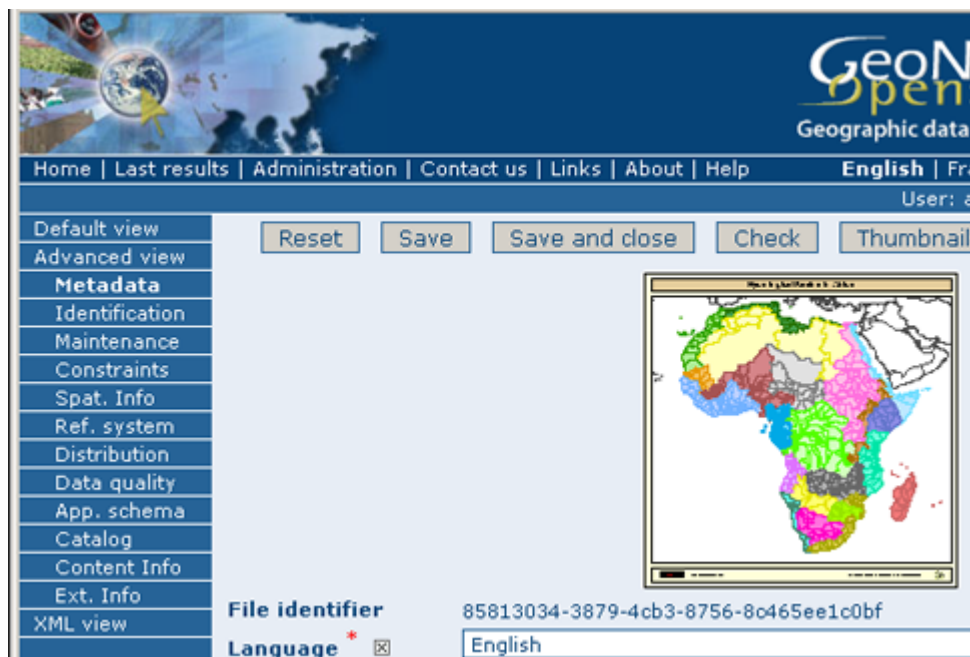 GeoN
Open
Geographic data
Home | Last results | Administration | Contact us | Links | About | Help English | Fra
User: a
Reset Save Save and close Check Thumbnail
Default view
Advanced view
Metadata
Identification
Maintenance
Constraints
Spat. Info
Ref. system
Distribution
Data quality
App. schema
Catalog
Content Info
Ext. Info
XML view
File identifier 85813034-3879-4cb3-8756-8c465ee1c0bf
Language * English